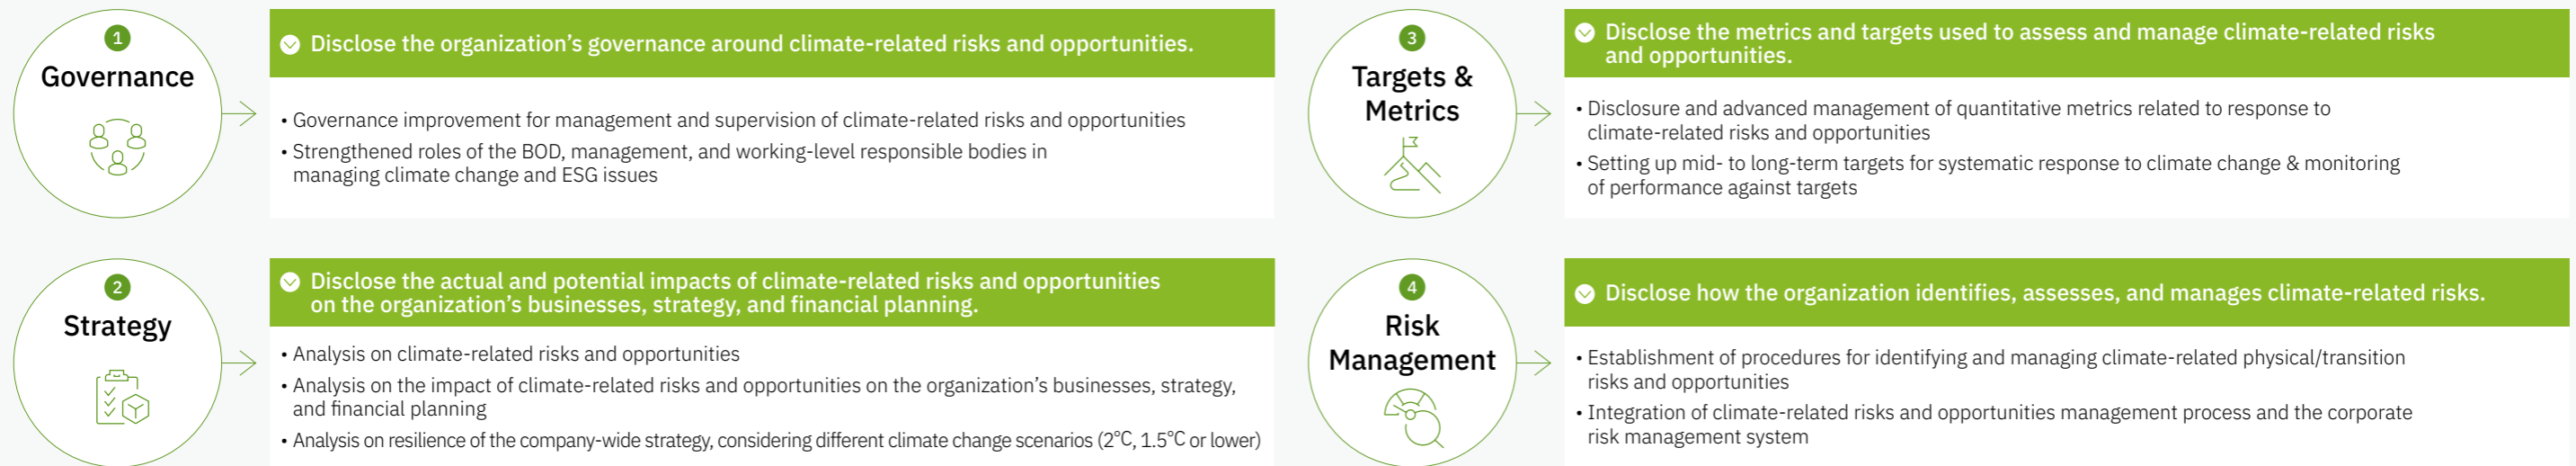 1
Governance
Disclose the organization's governance around climate-related risks and opportunities.
• Governance improvement for management and supervision of climate-related risks and opportunities
• Strengthened roles of the BOD, management, and working-level responsible bodies in
managing climate change and ESG issues
2
Strategy
Disclose the actual and potential impacts of climate-related risks and opportunities
on the organization's businesses, strategy, and financial planning.
• Analysis on climate-related risks and opportunities
• Analysis on the impact of climate-related risks and opportunities on the organization's businesses, strategy,
and financial planning
• Analysis on resilience of the company-wide strategy, considering different climate change scenarios (2°C, 1.5°C or lower)
3
Targets &
Metrics
Disclose the metrics and targets used to assess and manage climate-related risks
and opportunities.
• Disclosure and advanced management of quantitative metrics related to response to
climate-related risks and opportunities
• Setting up mid- to long-term targets for systematic response to climate change & monitoring
of performance against targets
4
Risk
Management
Disclose how the organization identifies, assesses, and manages climate-related risks.
• Establishment of procedures for identifying and managing climate-related physical/transition
risks and opportunities
• Integration of climate-related risks and opportunities management process and the corporate
risk management system